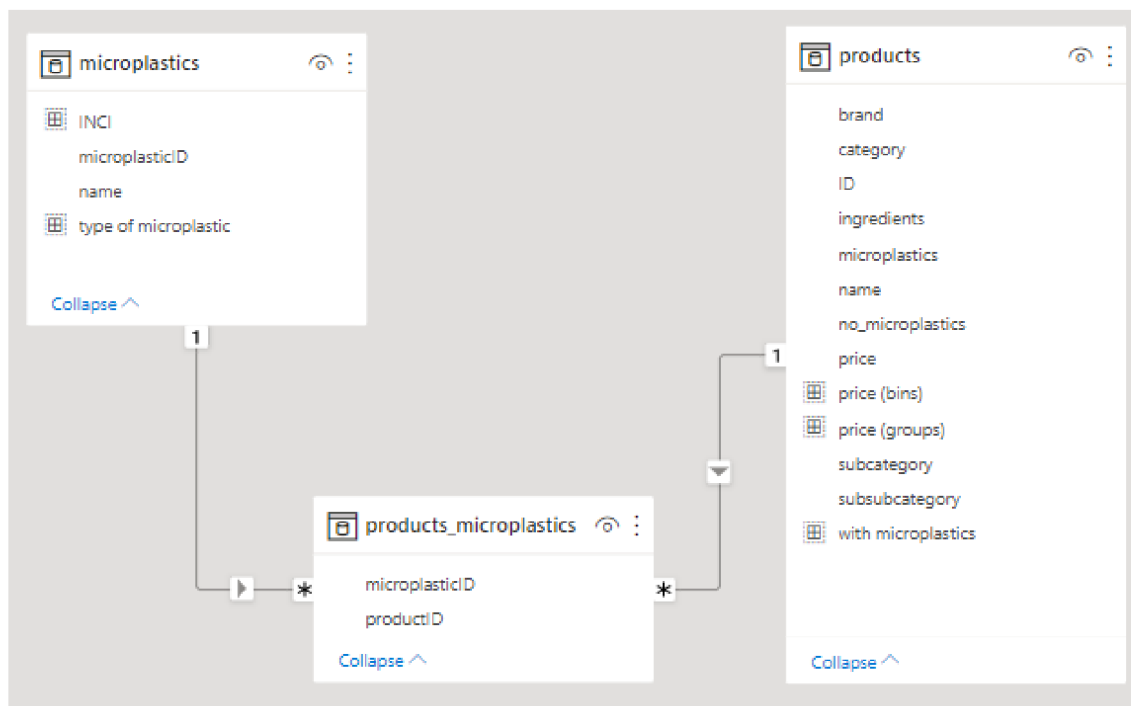 microplastics
INCI
microplasticID
name
type of microplastic
Collapse
1
products
brand
category
ID
ingredients
microplastics
name
no_microplastics
price
price (bins)
price (groups)
subcategory
subsubcategory
with microplastics
Collapse
1
products_microplastics
microplasticID
productID
Collapse
*
*